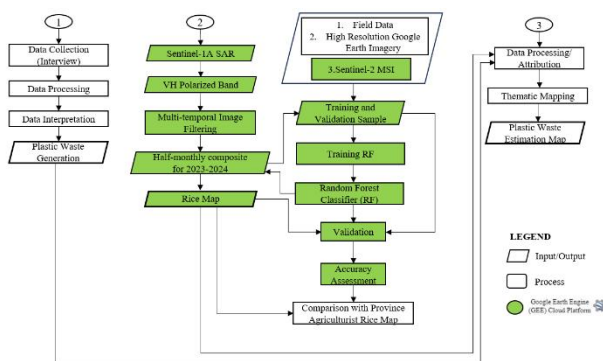 1
Data Collection
(Interview)
Data Processing
Data Interpretation
Plastic Waste
Generation
2
Sentinel-1A SAR
VH Polarized Band
Multi-temporal Image
Filtering
Half-monthly composite
for 2023-2024
Rice Map
1. Field Data
2. High Resolution Google
Earth Imagery
3.Sentinel-2 MSI
Training and
Validation Sample
Training RF
Random Forest
Classifier (RF)
Validation
Accuracy
Assessment
Comparison with Province
Agriculturist Rice Map
3
Data Processing/
Attribution
Thematic Mapping
Plastic Waste
Estimation Map
LEGEND
Input/Output
Process
Google Earth Engine
(GEE) Cloud Platform